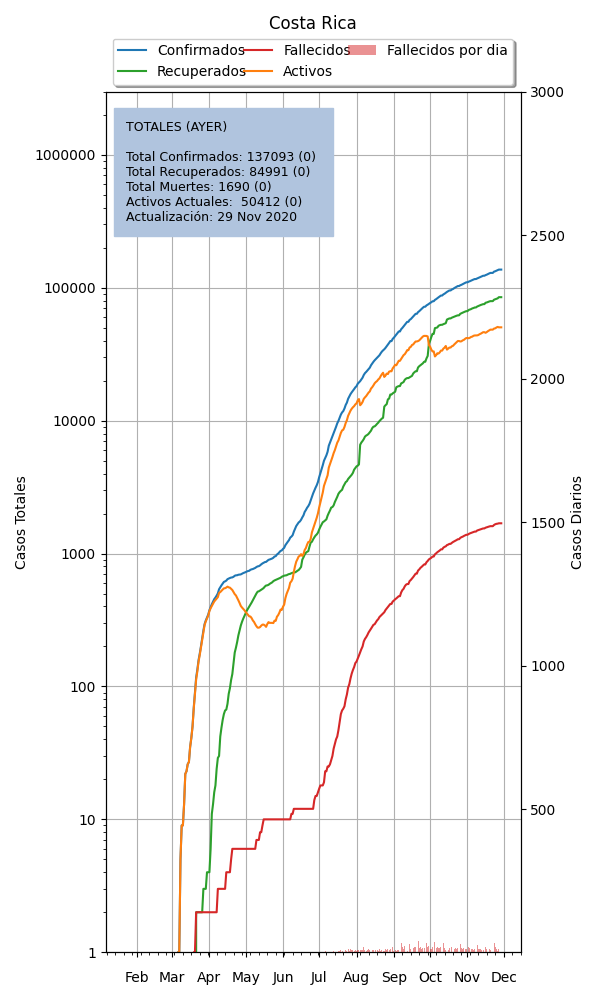 Costa Rica
Confirmados Fallecidos Fallecidos por dia
Recuperados Activos
TOTALES (AYER)
Total Confirmados: 137093 (0)
Total Recuperados: 84991 (0)
Total Muertes: 1690 (0)
Activos Actuales:  50412 (0)
Actualización: 29 Nov 2020
Casos Totales
1000000
100000
10000
1000
100
10
1
3000
2500
2000
1500
1000
500
Casos Diarios
Feb Mar Apr May Jun Jul Aug Sep Oct Nov Dec